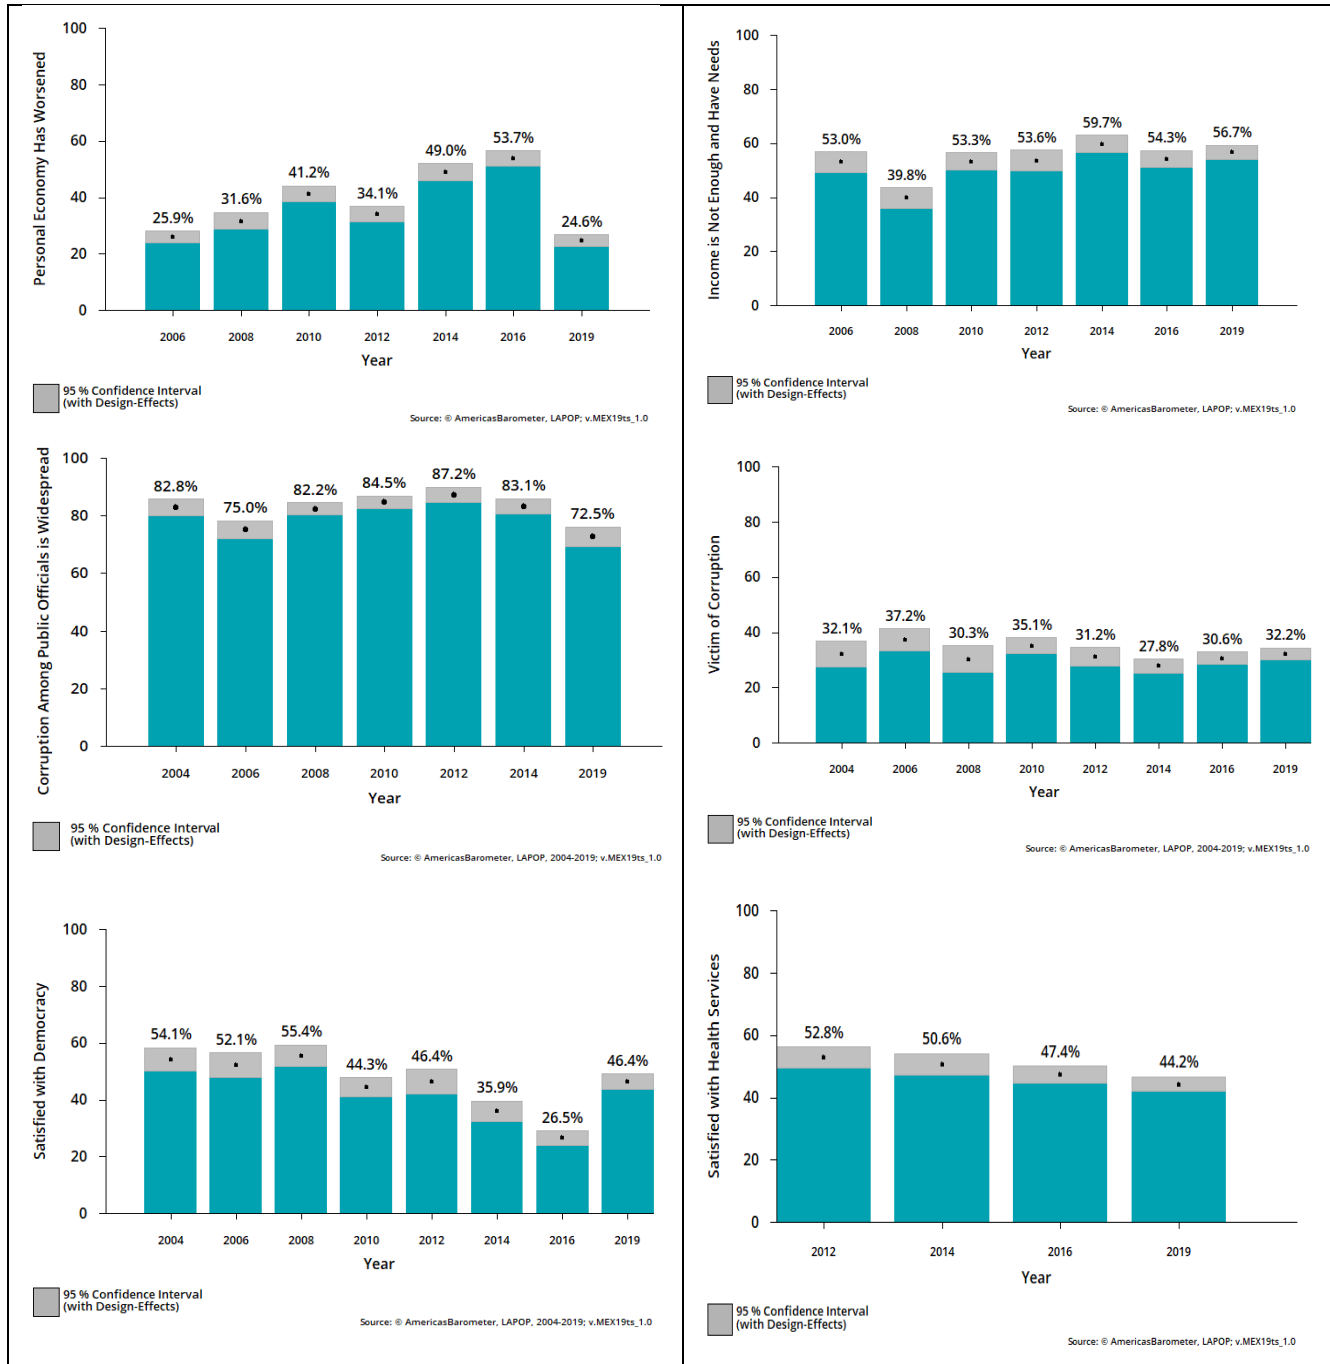 Personal Economy Has Worsened
100
80
60
40
20
0
25.9%
31.6%
41.2%
34.1%
49.0%
53.7%
24.6%
2006 2008 2010 2012 2014 2016 2019
Year
95 % Confidence Interval
(with Design-Effects)
Source: © AmericasBarometer, LAPOP; v.MEX19ts_1.0
Income is Not Enough and Have Needs
100
80
60
40
20
0
53.0%
39.8%
53.3%
53.6%
59.7%
54.3%
56.7%
2006 2008 2010 2012 2014 2016 2019
Year
95 % Confidence Interval
(with Design-Effects)
Source: © AmericasBarometer, LAPOP; v.MEX19ts_1.0
Corruption Among Public Officials is Widespread
100
80
60
40
20
0
82.8%
75.0%
82.2%
84.5%
87.2%
83.1%
72.5%
2004 2006 2008 2010 2012 2014 2019
Year
95 % Confidence Interval
(with Design-Effects)
Source: © AmericasBarometer, LAPOP, 2004-2019; v.MEX19ts_1.0
Victim of Corruption
100
80
60
40
20
0
32.1%
37.2%
30.3%
35.1%
31.2%
27.8%
30.6%
32.2%
2004 2006 2008 2010 2012 2014 2016 2019
Year
95 % Confidence Interval
(with Design-Effects)
Source: © AmericasBarometer, LAPOP, 2004-2019; v.MEX19ts_1.0
Satisfied with Democracy
100
80
60
40
20
0
54.1%
52.1%
55.4%
44.3%
46.4%
35.9%
26.5%
46.4%
2004 2006 2008 2010 2012 2014 2016 2019
Year
95 % Confidence Interval
(with Design-Effects)
Source: © AmericasBarometer, LAPOP, 2004-2019; v.MEX19ts_1.0
Satisfied with Health Services
100
80
60
40
20
0
52.8%
50.6%
47.4%
44.2%
2012 2014 2016 2019
Year
95 % Confidence Interval
(with Design-Effects)
Source: © AmericasBarometer, LAPOP; v.MEX19ts_1.0